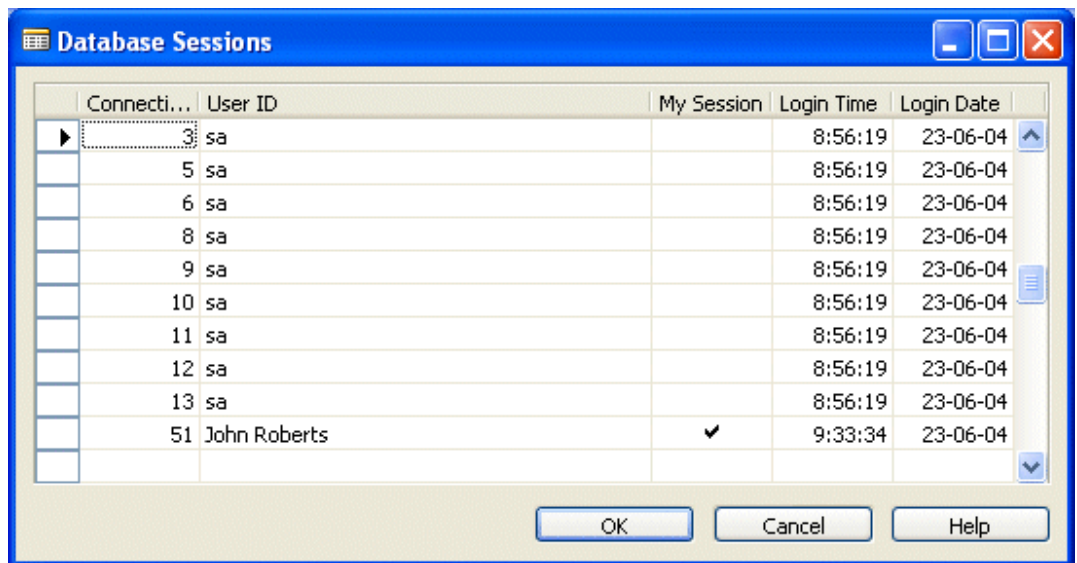 Database Sessions
Connecti... User ID My Session Login Time Login Date
3 sa 8:56:19 23-06-04
5 sa 8:56:19 23-06-04
6 sa 8:56:19 23-06-04
8 sa 8:56:19 23-06-04
9 sa 8:56:19 23-06-04
10 sa 8:56:19 23-06-04
11 sa 8:56:19 23-06-04
12 sa 8:56:19 23-06-04
13 sa 8:56:19 23-06-04
51 John Roberts ✔ 9:33:34 23-06-04
OK Cancel Help